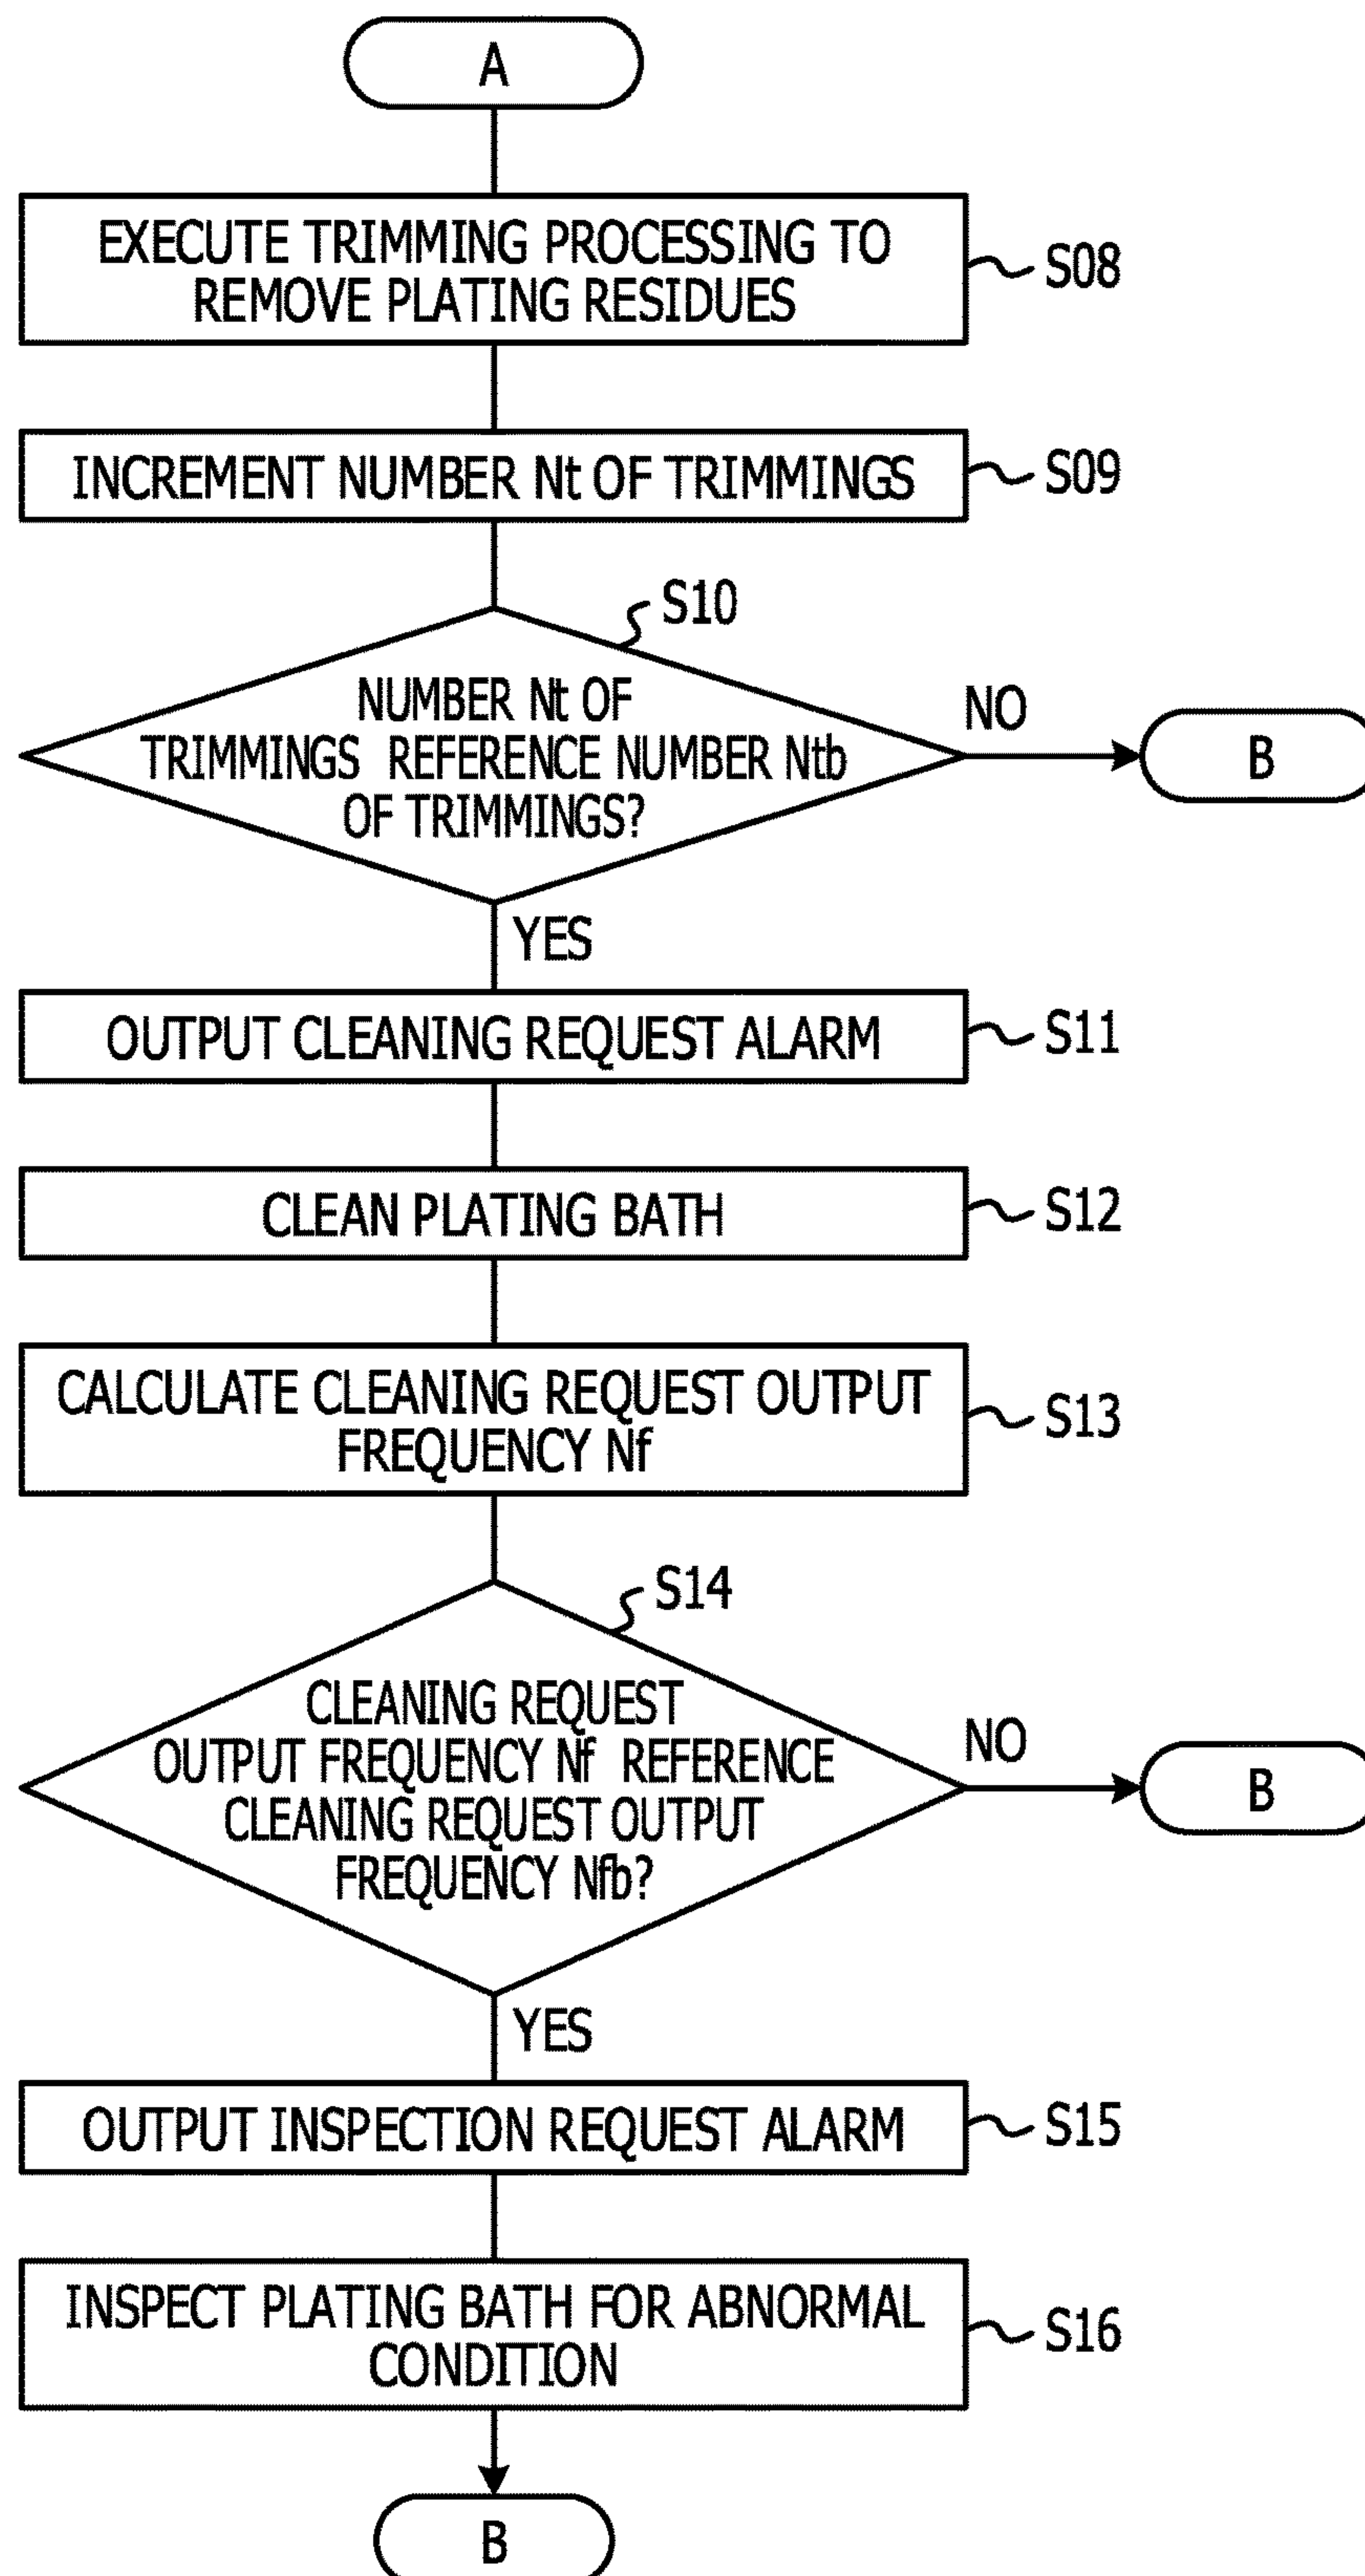 A
EXECUTE TRIMMING PROCESSING TO
REMOVE PLATING RESIDUES
S08
INCREMENT NUMBER Nt OF TRIMMINGS
S09
S10
NUMBER Nt OF
TRIMMINGS REFERENCE NUMBER Ntb
OF TRIMMINGS?
NO
B
YES
OUTPUT CLEANING REQUEST ALARM
S11
CLEAN PLATING BATH
S12
CALCULATE CLEANING REQUEST OUTPUT
FREQUENCY Nf
S13
S14
CLEANING REQUEST
OUTPUT FREQUENCY Nf REFERENCE
CLEANING REQUEST OUTPUT
FREQUENCY Nfb?
NO
B
YES
OUTPUT INSPECTION REQUEST ALARM
S15
INSPECT PLATING BATH FOR ABNORMAL
CONDITION
S16
B